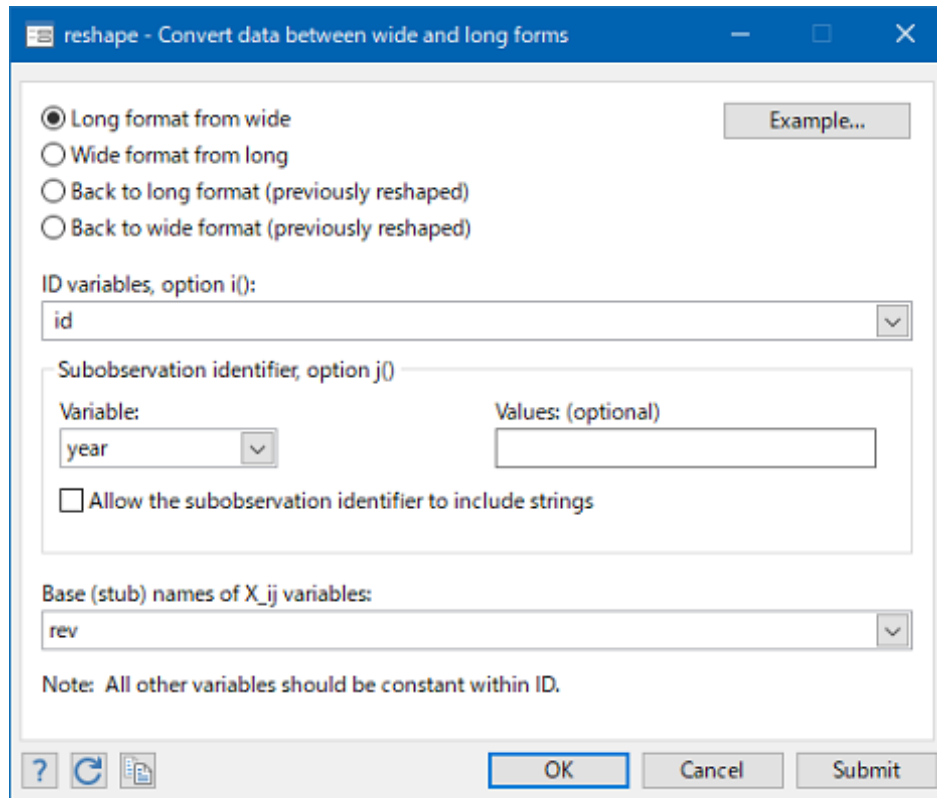 reshape - Convert data between wide and long forms
Long format from wide
Example...
Wide format from long
Back to long format (previously reshaped)
Back to wide format (previously reshaped)
ID variables, option i():
id
Subobservation identifier, option j()
Variable:
Values: (optional)
year
Allow the subobservation identifier to include strings
Base (stub) names of X_ij variables:
rev
Note: All other variables should be constant within ID.
? OK Cancel Submit